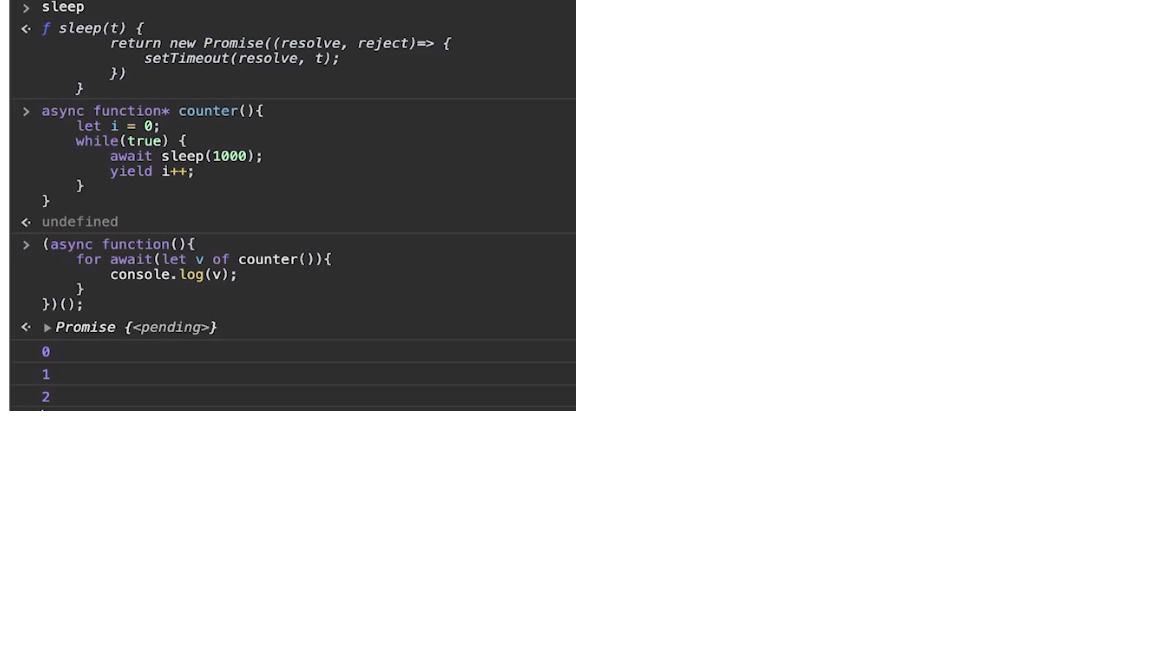 > sleep
<· ƒ sleep(t) {
        return new Promise((resolve, reject)=> {
            setTimeout(resolve, t);
        })
    }
> async function* counter(){
    let i = 0;
    while(true) {
        await sleep(1000);
        yield i++;
    }
}
<· undefined
> (async function(){
    for await(let v of counter()){
        console.log(v);
    }
})();
<· ▶Promise {<pending>}
0
1
2